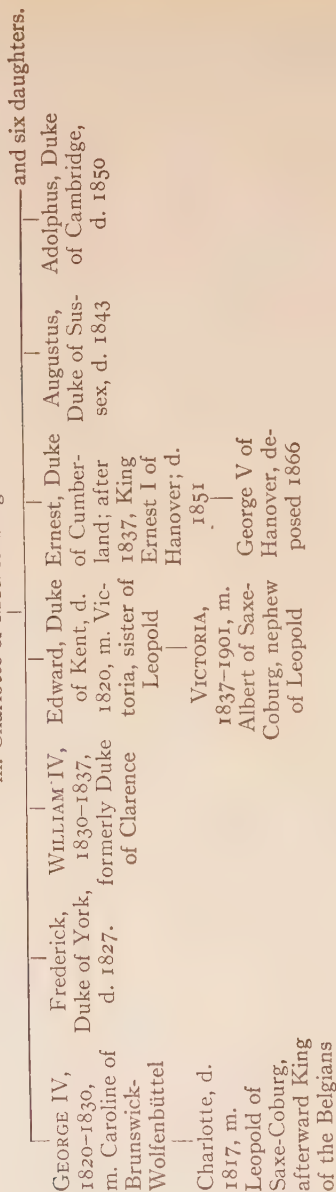 and six daughters.
GEORGE IV,
1820–1830,
m. Caroline of
Brunswick-
Wolfenbüttel
Charlotte, d.
1817, m.
Leopold of
Saxe-Coburg,
afterward King
of the Belgians
Frederick,
Duke of York,
d. 1827.
WILLIAM IV,
1830–1837,
formerly Duke
of Clarence
Edward, Duke
of Kent, d.
1820, m. Vic-
toria, sister of
Leopold
VICTORIA,
1837–1901, m.
Albert of Saxe-
Coburg, nephew
of Leopold
Ernest, Duke
of Cumber-
land; after
1837, King
Ernest I of
Hanover; d.
1851
George V of
Hanover, de-
posed 1866
Augustus,
Duke of Sus-
sex, d. 1843
Adolphus, Duke
of Cambridge,
d. 1850